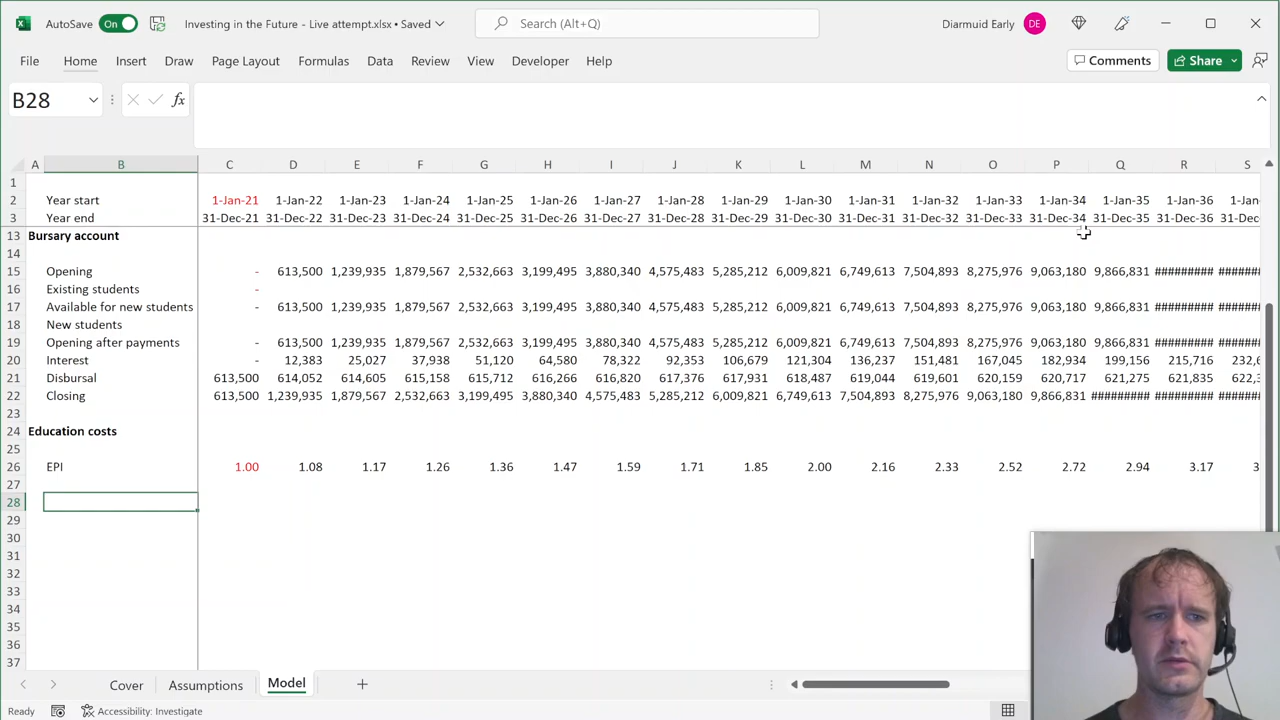 AutoSave On Investing in the Future - Live attempt.xlsx • Saved Search (Alt+Q) Diarmuid Early DE
File Home Insert Draw Page Layout Formulas Data Review View Developer Help Comments Share
B28 fx
A B C D E F G H I J K L M N O P Q R S
1
2 Year start 1-Jan-21 1-Jan-22 1-Jan-23 1-Jan-24 1-Jan-25 1-Jan-26 1-Jan-27 1-Jan-28 1-Jan-29 1-Jan-30 1-Jan-31 1-Jan-32 1-Jan-33 1-Jan-34 1-Jan-35 1-Jan-36 1-Jan
3 Year end 31-Dec-21 31-Dec-22 31-Dec-23 31-Dec-24 31-Dec-25 31-Dec-26 31-Dec-27 31-Dec-28 31-Dec-29 31-Dec-30 31-Dec-31 31-Dec-32 31-Dec-33 31-Dec-34 31-Dec-35 31-Dec-36 31-Dec
13 Bursary account
14
15 Opening - 613,500 1,239,935 1,879,567 2,532,663 3,199,495 3,880,340 4,575,483 5,285,212 6,009,821 6,749,613 7,504,893 8,275,976 9,063,180 9,866,831 ######### #######
16 Existing students -
17 Available for new students - 613,500 1,239,935 1,879,567 2,532,663 3,199,495 3,880,340 4,575,483 5,285,212 6,009,821 6,749,613 7,504,893 8,275,976 9,063,180 9,866,831 ######### #######
18 New students
19 Opening after payments - 613,500 1,239,935 1,879,567 2,532,663 3,199,495 3,880,340 4,575,483 5,285,212 6,009,821 6,749,613 7,504,893 8,275,976 9,063,180 9,866,831 ######### #######
20 Interest - 12,383 25,027 37,938 51,120 64,580 78,322 92,353 106,679 121,304 136,237 151,481 167,045 182,934 199,156 215,716 232,6
21 Disbursal 613,500 614,052 614,605 615,158 615,712 616,266 616,820 617,376 617,931 618,487 619,044 619,601 620,159 620,717 621,275 621,835 622,3
22 Closing 613,500 1,239,935 1,879,567 2,532,663 3,199,495 3,880,340 4,575,483 5,285,212 6,009,821 6,749,613 7,504,893 8,275,976 9,063,180 9,866,831 ######### ######### #######
23
24 Education costs
25
26 EPI 1.00 1.08 1.17 1.26 1.36 1.47 1.59 1.71 1.85 2.00 2.16 2.33 2.52 2.72 2.94 3.17 3
27
28
29
30
31
32
33
34
35
36
37
Cover Assumptions Model
Ready Accessibility: Investigate